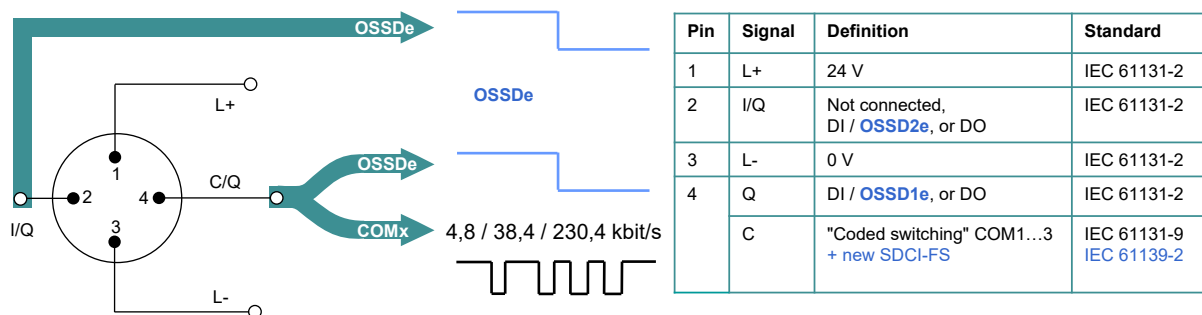 OSSDe
L+
OSSDe
1
OSSDe
C/Q
2
4
I/Q
3
COMx
4,8 / 38,4 / 230,4 kbit/s
L-
Pin Signal Definition Standard
1 L+ 24 V IEC 61131-2
2 I/Q Not connected, IEC 61131-2
DI / OSSD2e, or DO
3 L- 0 V IEC 61131-2
4 Q DI / OSSD1e, or DO IEC 61131-2
C "Coded switching" COM1…3 IEC 61131-9
+ new SDCI-FS IEC 61139-2